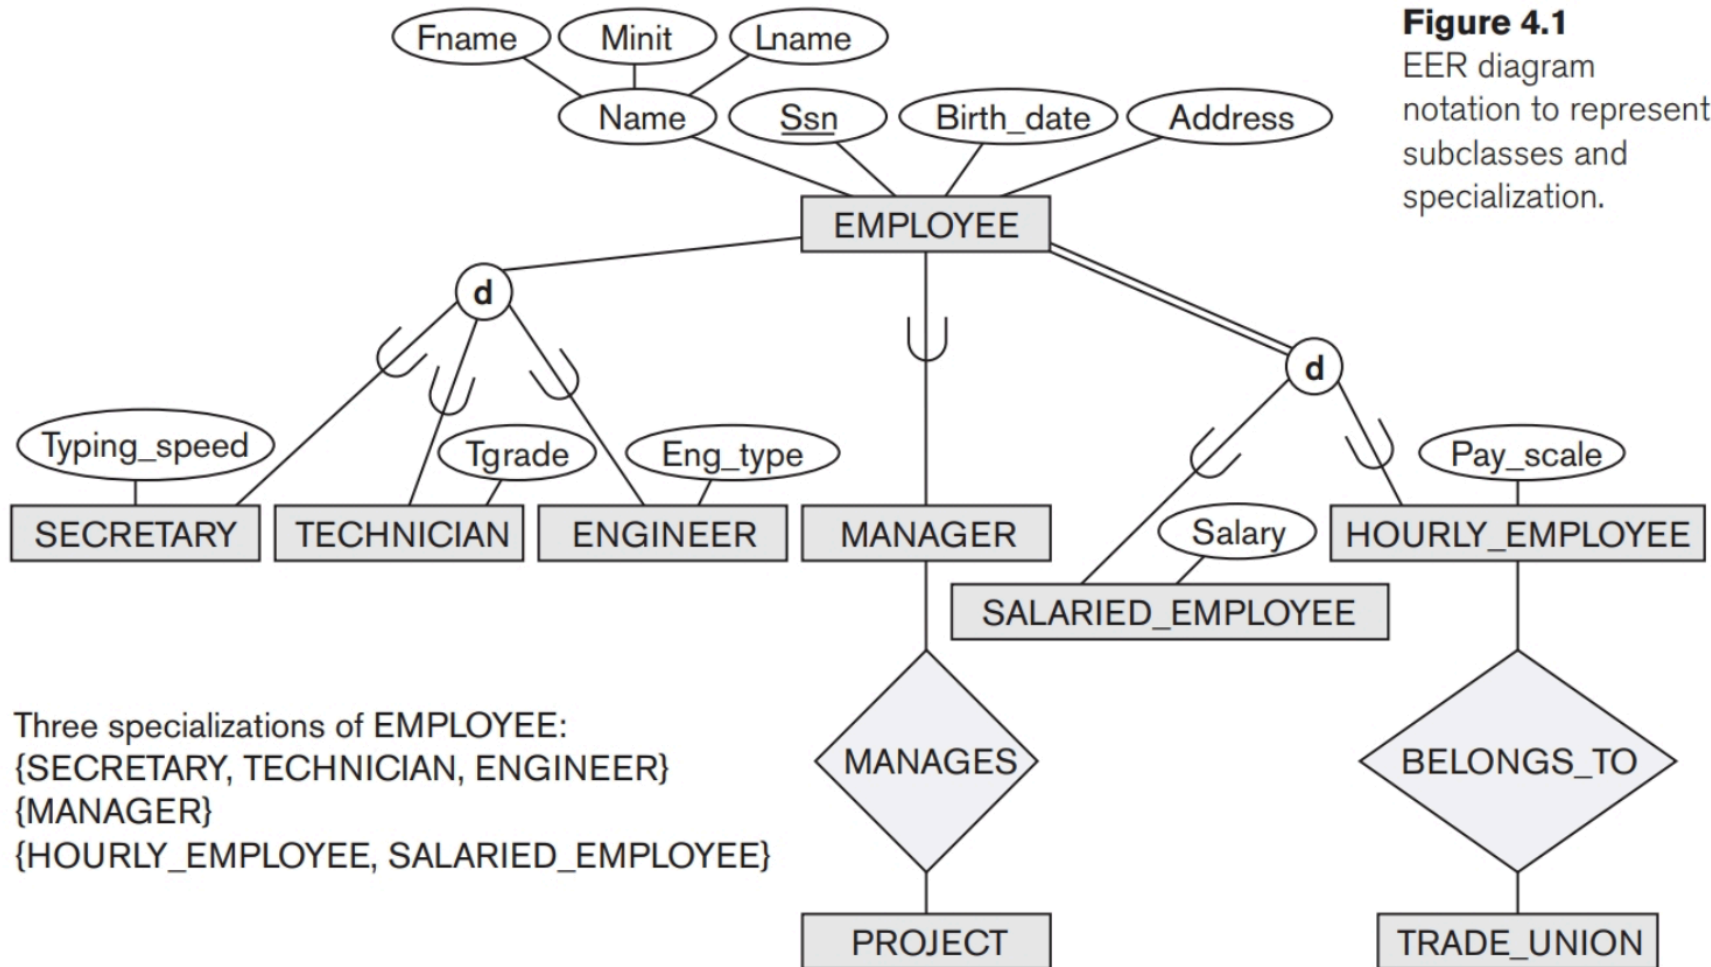 Figure 4.1
EER diagram
notation to represent
subclasses and
specialization.
Fname
Minit
Lname
Name
Ssn
Birth_date
Address
EMPLOYEE
d
d
Typing_speed
Tgrade
Eng_type
Pay_scale
SECRETARY
TECHNICIAN
ENGINEER
MANAGER
Salary
HOURLY_EMPLOYEE
SALARIED_EMPLOYEE
Three specializations of EMPLOYEE:
{SECRETARY, TECHNICIAN, ENGINEER}
{MANAGER}
{HOURLY_EMPLOYEE, SALARIED_EMPLOYEE}
MANAGES
BELONGS_TO
PROJECT
TRADE_UNION